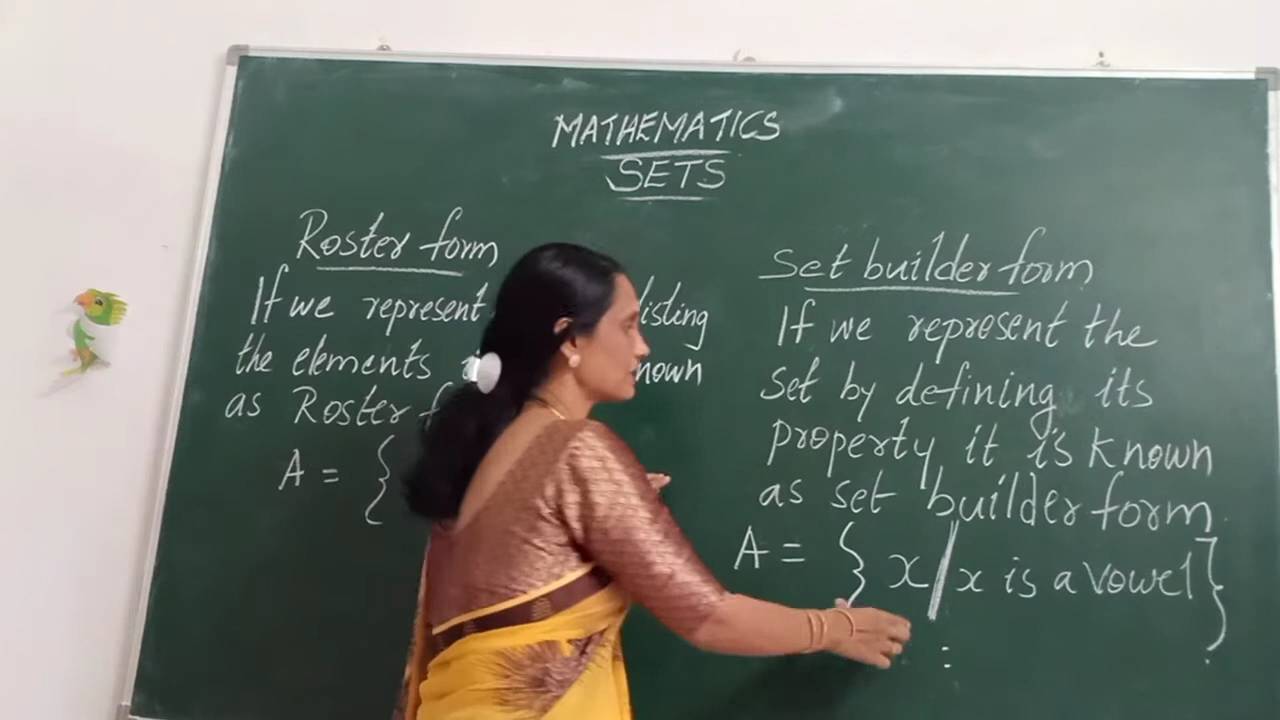 MATHEMATICS
SETS
Roster form
If we represent listing
the elements nown
as Roster f
A = {
Set builder form
If we represent the
set by defining its
property it is known
as set builder form.
A = { x | x is a vowel }
: